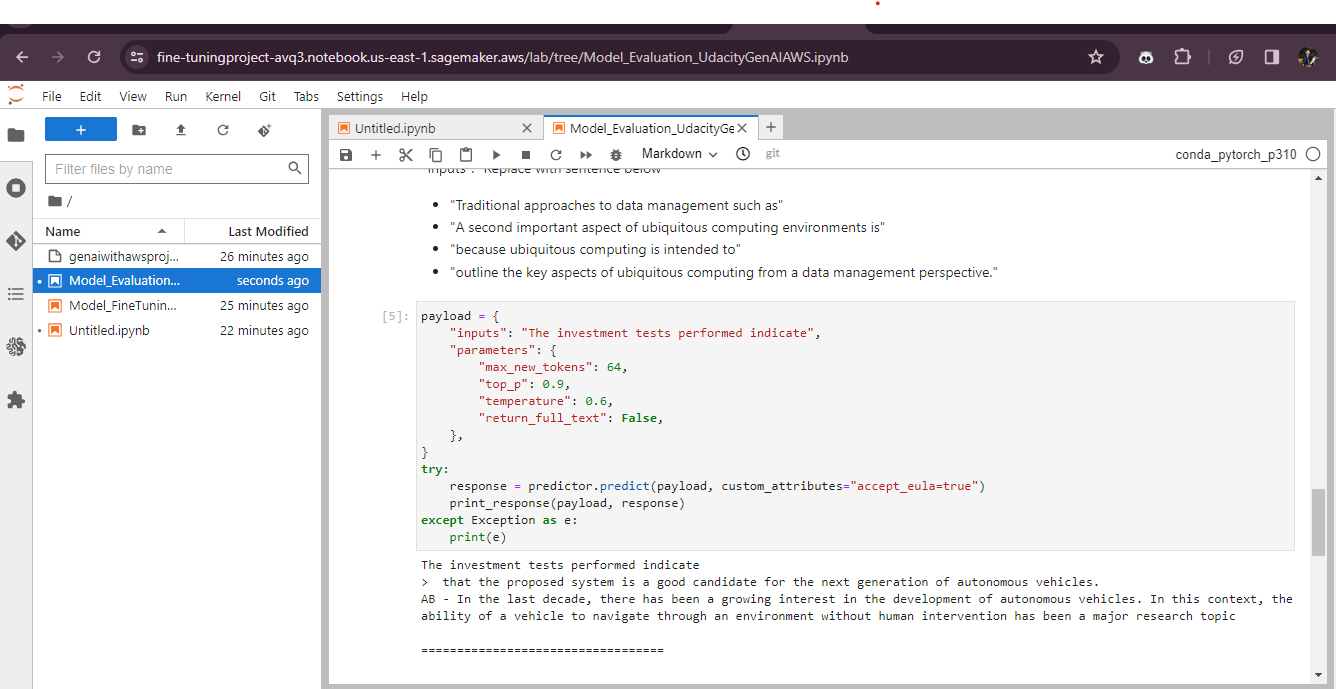 fine-tuningproject-avq3.notebook.us-east-1.sagemaker.aws/lab/tree/Model_Evaluation_UdacityGenAIAWS.ipynb
File Edit View Run Kernel Git Tabs Settings Help
Untitled.ipynb
Model_Evaluation_UdacityGe
Markdown
git
conda_pytorch_p310
Filter files by name
/
Name Last Modified
genaiwithawsproj... 26 minutes ago
Model_Evaluation... seconds ago
Model_FineTunin... 25 minutes ago
Untitled.ipynb 22 minutes ago
"inputs": "Replace with sentence below"
• "Traditional approaches to data management such as"
• "A second important aspect of ubiquitous computing environments is"
• "because ubiquitous computing is intended to"
• "outline the key aspects of ubiquitous computing from a data management perspective."
[5]:
payload = {
"inputs": "The investment tests performed indicate",
"parameters": {
"max_new_tokens": 64,
"top_p": 0.9,
"temperature": 0.6,
"return_full_text": False,
},
}
try:
response = predictor.predict(payload, custom_attributes="accept_eula=true")
print_response(payload, response)
except Exception as e:
print(e)
The investment tests performed indicate
> that the proposed system is a good candidate for the next generation of autonomous vehicles.
AB - In the last decade, there has been a growing interest in the development of autonomous vehicles. In this context, the
ability of a vehicle to navigate through an environment without human intervention has been a major research topic
==================================